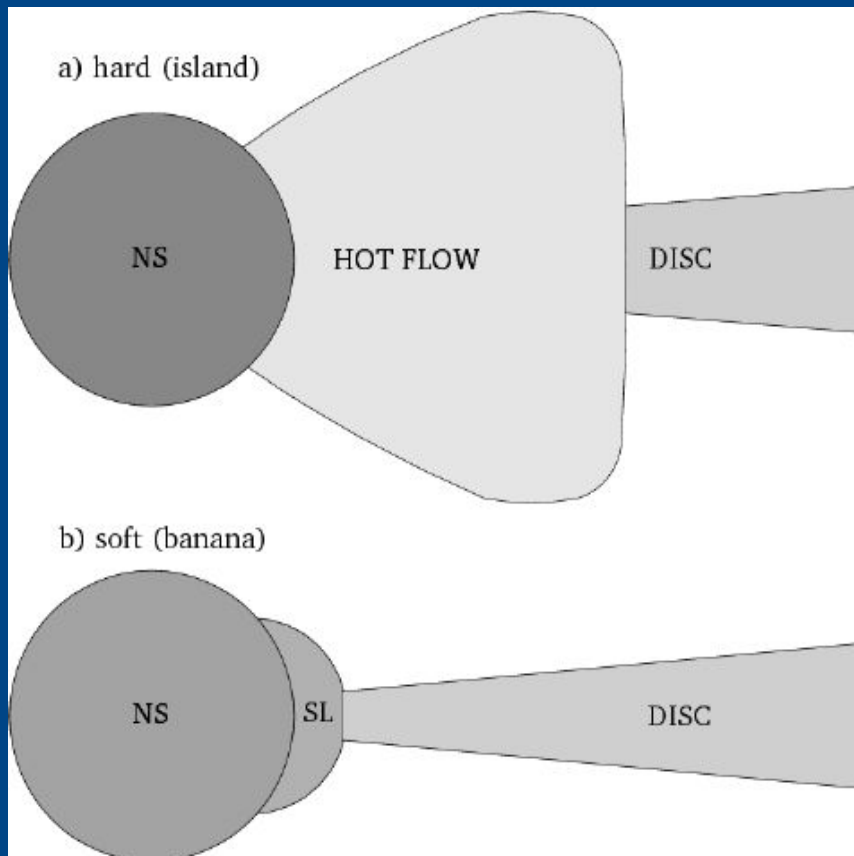 a) hard (island)
NS
HOT FLOW
DISC
b) soft (banana)
NS
SL
DISC